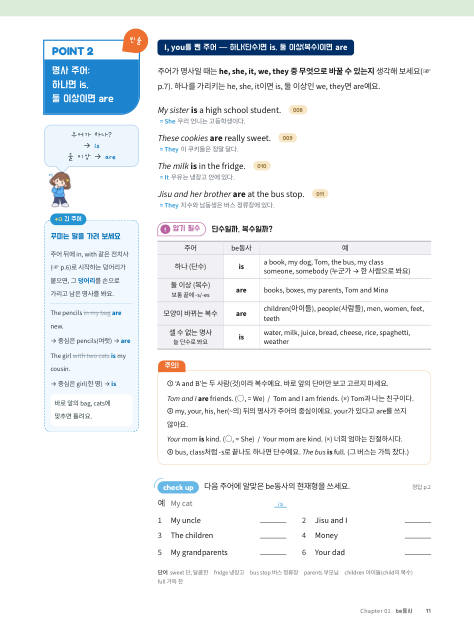 빈출
POINT 2
명사 주어:
하나면 is,
둘 이상이면 are
주어가 하나?
→ is
둘 이상 → are
+α 긴 주어
꾸미는 말을 가려 보세요
주어 뒤에 in, with 같은 전치사
(☞ p.6)로 시작하는 덩어리가
붙으면, 그 덩어리를 손으로
가리고 남은 명사를 봐요.
The pencils in my bag are
new.
→ 중심은 pencils(여럿) → are
The girl with two cats is my
cousin.
→ 중심은 girl(한 명) → is
바로 앞의 bag, cats에
맞추면 틀려요.
I, you를 뺀 주어 — 하나(단수)면 is, 둘 이상(복수)이면 are
주어가 명사일 때는 he, she, it, we, they 중 무엇으로 바꿀 수 있는지 생각해 보세요(☞
p.7). 하나를 가리키는 he, she, it이면 is, 둘 이상인 we, they면 are예요.
My sister is a high school student. 008
= She 우리 언니는 고등학생이다.
These cookies are really sweet. 009
= They 이 쿠키들은 정말 달다.
The milk is in the fridge. 010
= It 우유는 냉장고 안에 있다.
Jisu and her brother are at the bus stop. 011
= They 지수와 남동생은 버스 정류장에 있다.
! 암기 필수 단수일까, 복수일까?
주어 be동사 예
하나 (단수) is a book, my dog, Tom, the bus, my class
someone, somebody (누군가 → 한 사람으로 봐요)
둘 이상 (복수)
보통 끝에 -s/-es are books, boxes, my parents, Tom and Mina
모양이 바뀌는 복수 are children(아이들), people(사람들), men, women, feet,
teeth
셀 수 없는 명사
늘 단수로 봐요 is water, milk, juice, bread, cheese, rice, spaghetti,
weather
주의!
① 'A and B'는 두 사람(것)이라 복수예요. 바로 앞의 단어만 보고 고르지 마세요.
Tom and I are friends. (○, = We) / Tom and I am friends. (×) Tom과 나는 친구이다.
② my, your, his, her(~의) 뒤의 명사가 주어의 중심이에요. your가 있다고 are를 쓰지
않아요.
Your mom is kind. (○, = She) / Your mom are kind. (×) 너희 엄마는 친절하시다.
③ bus, class처럼 -s로 끝나도 하나면 단수예요. The bus is full. (그 버스는 가득 찼다.)
check up 다음 주어에 알맞은 be동사의 현재형을 쓰세요. 정답 p.2
예 My cat is
1 My uncle 2 Jisu and I
3 The children 4 Money
5 My grandparents 6 Your dad
단어 sweet 단, 달콤한 fridge 냉장고 bus stop 버스 정류장 parents 부모님 children 아이들(child의 복수)
full 가득 찬
Chapter 01 be동사 11